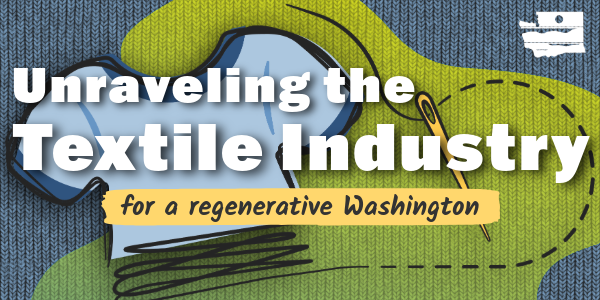 Unraveling the
Textile Industry
for a regenerative Washington